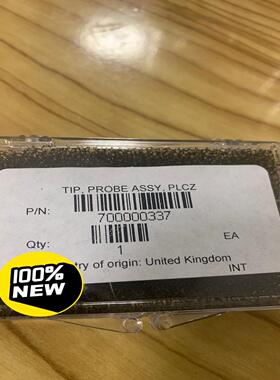 TIP, PROBE ASSY, PLCZ
P/N:
700000337
Qty:
1
EA
try of origin: United Kingdom
INT
100%
NEW